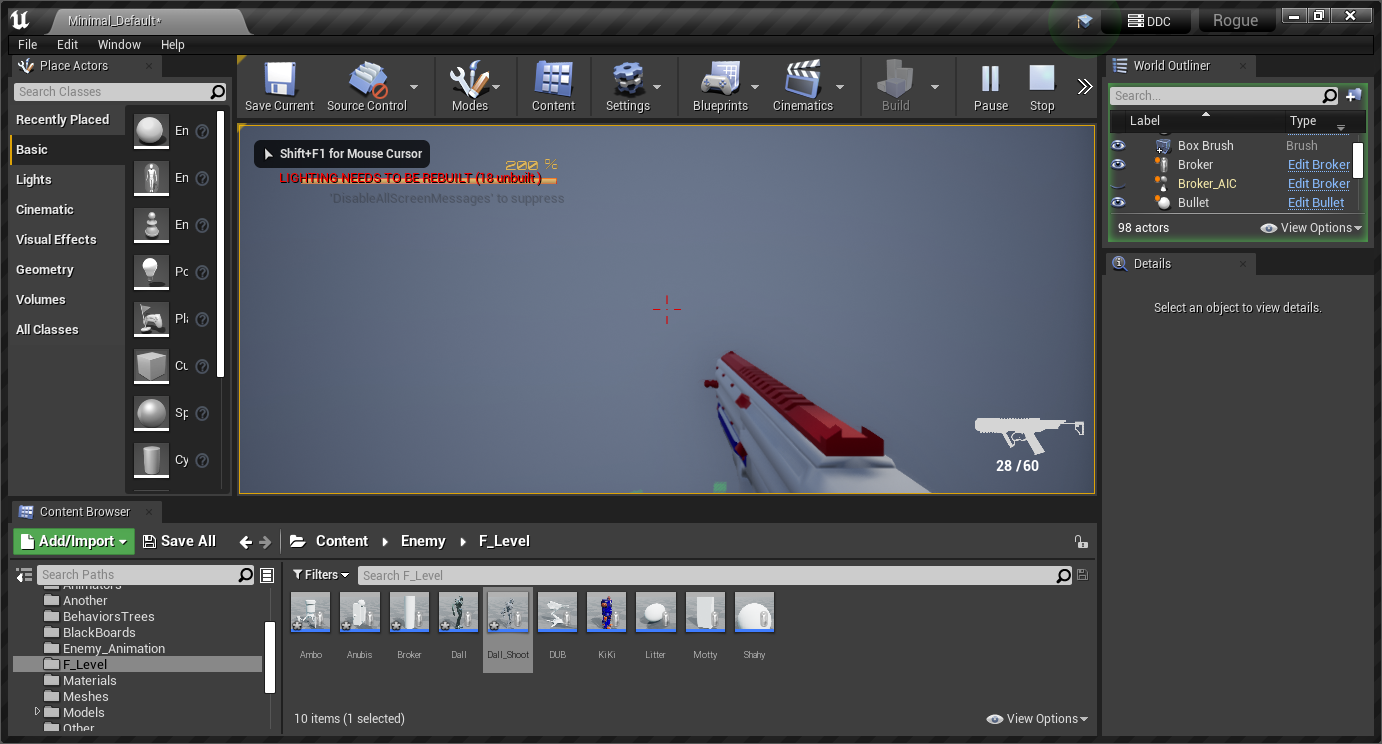 Minimal_Default*
DDC
Rogue
File Edit Window Help
Place Actors
Search Classes
Recently Placed
Basic
Lights
Cinematic
Visual Effects
Geometry
Volumes
All Classes
En
En
En
Po
Pl
Cu
Sp
Cy
Save Current
Source Control
Modes
Content
Settings
Blueprints
Cinematics
Build
Pause
Stop
Shift+F1 for Mouse Cursor
200 %
LIGHTING NEEDS TO BE REBUILT (18 unbuilt )
'DisableAllScreenMessages' to suppress
28 / 60
World Outliner
Search...
Label Type
Box Brush Brush
Broker Edit Broker
Broker_AIC Edit Broker
Bullet Edit Bullet
98 actors View Options
Details
Select an object to view details.
Content Browser
Add/Import Save All Content Enemy F_Level
Search Paths
Animators
Another
BehaviorsTrees
BlackBoards
Enemy_Animation
F_Level
Materials
Meshes
Models
Other
Filters Search F_Level
Ambo Anubis Broker Dall Dall_Shoot DUB KiKi Litter Motty Shahy
10 items (1 selected) View Options